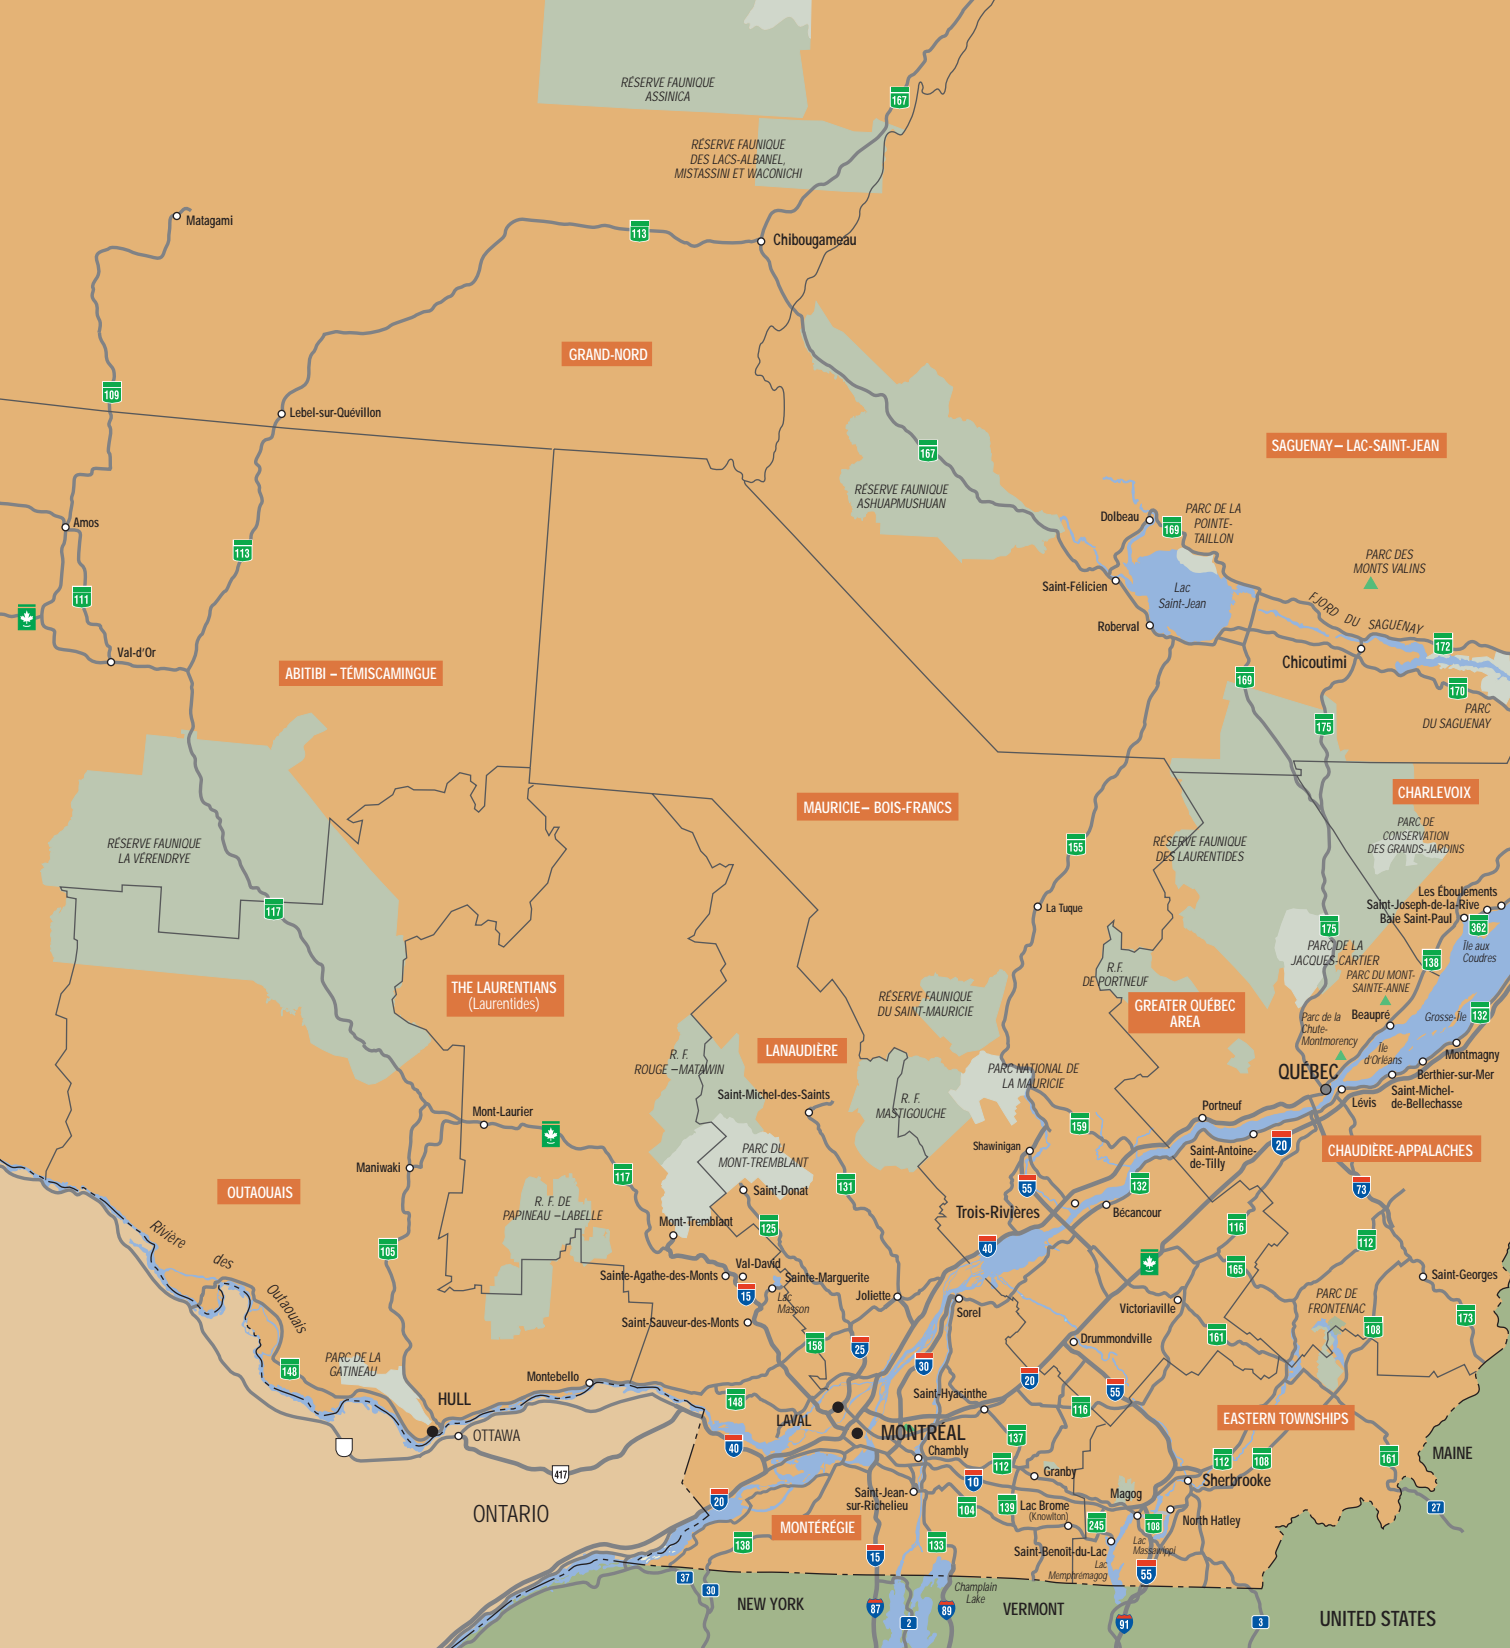 RÉSERVE FAUNIQUE
ASSINICA
167
RÉSERVE FAUNIQUE
DES LACS-ALBANEL,
MISTASSINI ET WACONICHI
Matagami
113
Chibougameau
GRAND-NORD
109
Lebel-sur-Quévillon
167
SAGUENAY – LAC-SAINT-JEAN
RÉSERVE FAUNIQUE
ASHUAPMUSHUAN
Amos
113
111
Val-d'Or
Dolbeau
169
PARC DE LA
POINTE-
TAILLON
PARC DES
MONTS VALINS
Saint-Félicien
Lac
Saint-Jean
Roberval
FJORD DU SAGUENAY
172
Chicoutimi
169
170
PARC
DU SAGUENAY
175
ABITIBI – TÉMISCAMINGUE
MAURICIE – BOIS-FRANCS
CHARLEVOIX
RÉSERVE FAUNIQUE
LA VÉRENDRYE
155
RÉSERVE FAUNIQUE
DES LAURENTIDES
PARC DE
CONSERVATION
DES GRANDS-JARDINS
117
La Tuque
Les Éboulements
Saint-Joseph-de-la-Rive
Baie Saint-Paul
362
175
PARC DE LA
JACQUES-CARTIER
138
Île aux
Coudres
THE LAURENTIANS
(Laurentides)
R.F.
DE PORTNEUF
PARC DU MONT-
SAINTE-ANNE
RÉSERVE FAUNIQUE
DU SAINT-MAURICIE
GREATER QUÉBEC
AREA
Parc de la
Chute-
Montmorency
Beaupré
Grosse-Île
132
LANAUDIÈRE
R. F.
ROUGE – MATAWIN
Île
d'Orléans
Montmagny
PARC NATIONAL DE
LA MAURICIE
QUÉBEC
Berthier-sur-Mer
Saint-Michel-des-Saints
R. F.
MASTIGOUCHE
Lévis
Saint-Michel-
de-Bellechasse
Mont-Laurier
Portneuf
159
20
Shawinigan
Saint-Antoine-
de-Tilly
CHAUDIÈRE-APPALACHES
PARC DU
MONT-TREMBLANT
Maniwaki
117
Saint-Donat
131
55
132
73
OUTAOUAIS
R. F. DE
PAPINEAU – LABELLE
Mont-Tremblant
125
Trois-Rivières
Bécancour
116
112
Rivière des Outaouais
105
40
Val-David
Sainte-Agathe-des-Monts
Sainte-Marguerite
165
Saint-Georges
15
Lac
Masson
Joliette
Sorel
Victoriaville
PARC DE
FRONTENAC
173
Saint-Sauveur-des-Monts
158
25
Drummondville
161
108
148
PARC DE LA
GATINEAU
Montebello
30
20
55
HULL
148
Saint-Hyacinthe
116
LAVAL
EASTERN TOWNSHIPS
OTTAWA
40
MONTRÉAL
137
MAINE
Chambly
112
112
108
161
417
10
Granby
Sherbrooke
20
Saint-Jean-
sur-Richelieu
104
139
Lac Brome
(Knowlton)
Magog
27
ONTARIO
MONTÉRÉGIE
245
108
North Hatley
138
133
Saint-Benoît-du-Lac
Lac
Massawippi
15
Lac
Memphrémagog
55
37
30
Champlain
Lake
NEW YORK
87
89
VERMONT
2
91
3
UNITED STATES